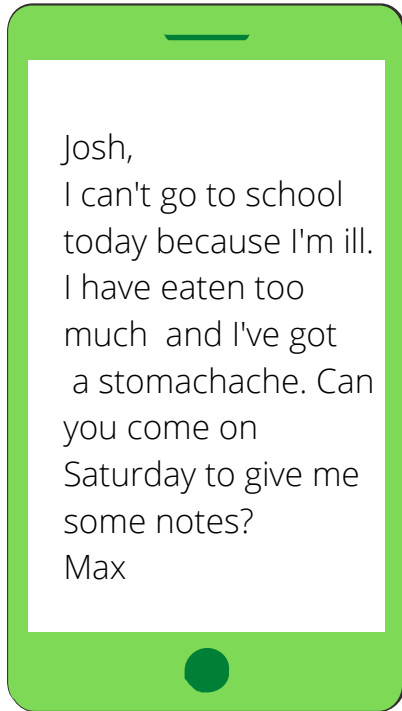 Josh,
I can't go to school
today because I'm ill.
I have eaten too
much  and I've got
a stomachache. Can
you come on
Saturday to give me
some notes?
Max